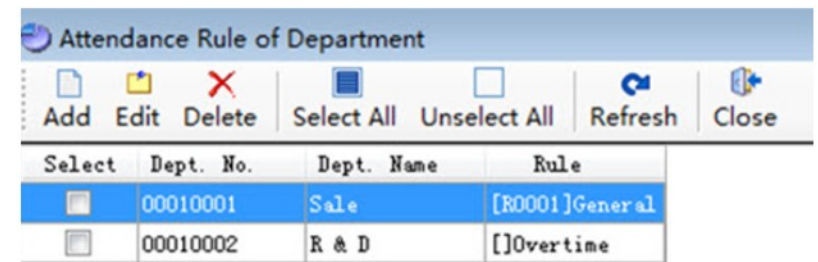 Attendance Rule of Department
Add Edit Delete Select All Unselect All Refresh Close
Select Dept. No. Dept. Name Rule
00010001 Sale [R0001]General
00010002 R & D []Overtime